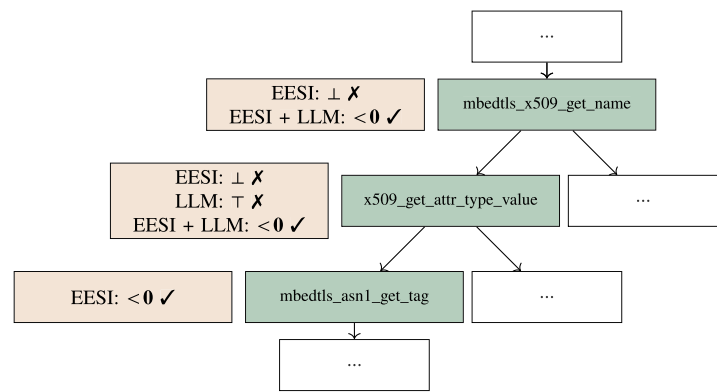 ...
EESI: ⊥ ✗
EESI + LLM: <0 ✓
mbedtls_x509_get_name
EESI: ⊥ ✗
LLM: ⊤ ✗
EESI + LLM: <0 ✓
x509_get_attr_type_value
...
EESI: <0 ✓
mbedtls_asn1_get_tag
...
...